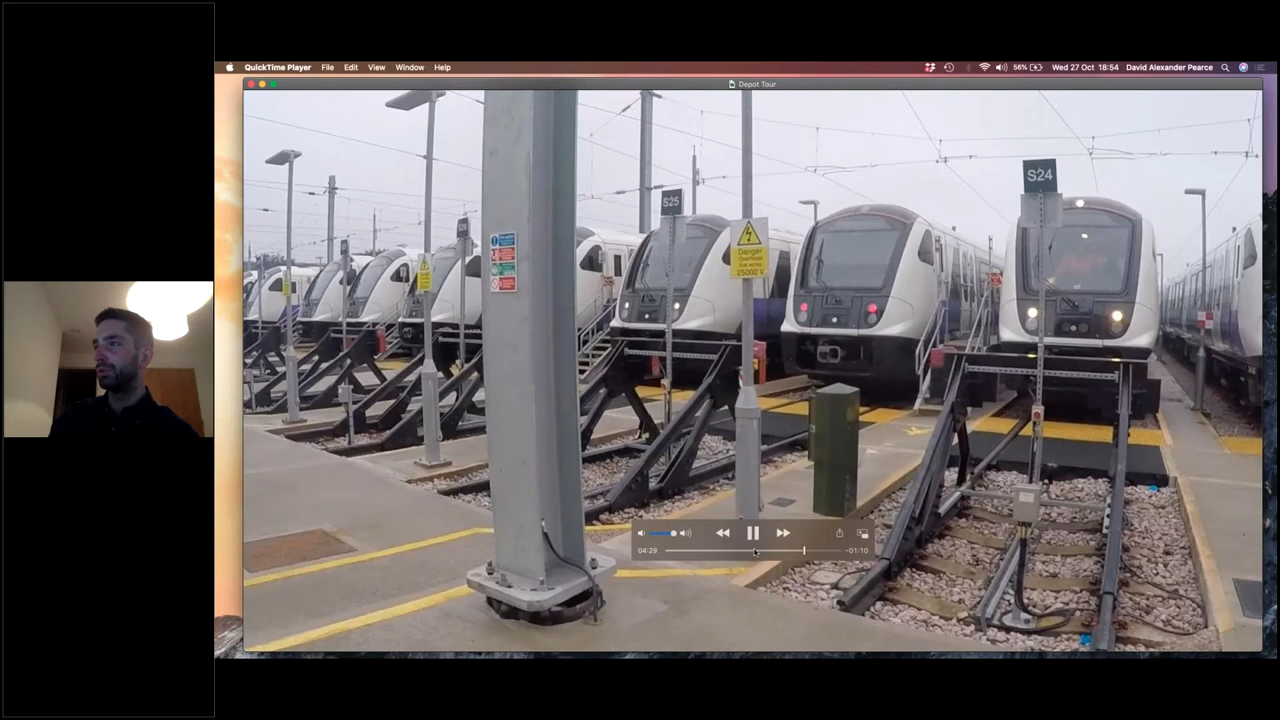 QuickTime Player File Edit View Window Help 56% Wed 27 Oct 18:54 David Alexander Pearce
Depot Tour
S24
S25
Danger
Overhead
live wires
25000 V
04:29 -01:10